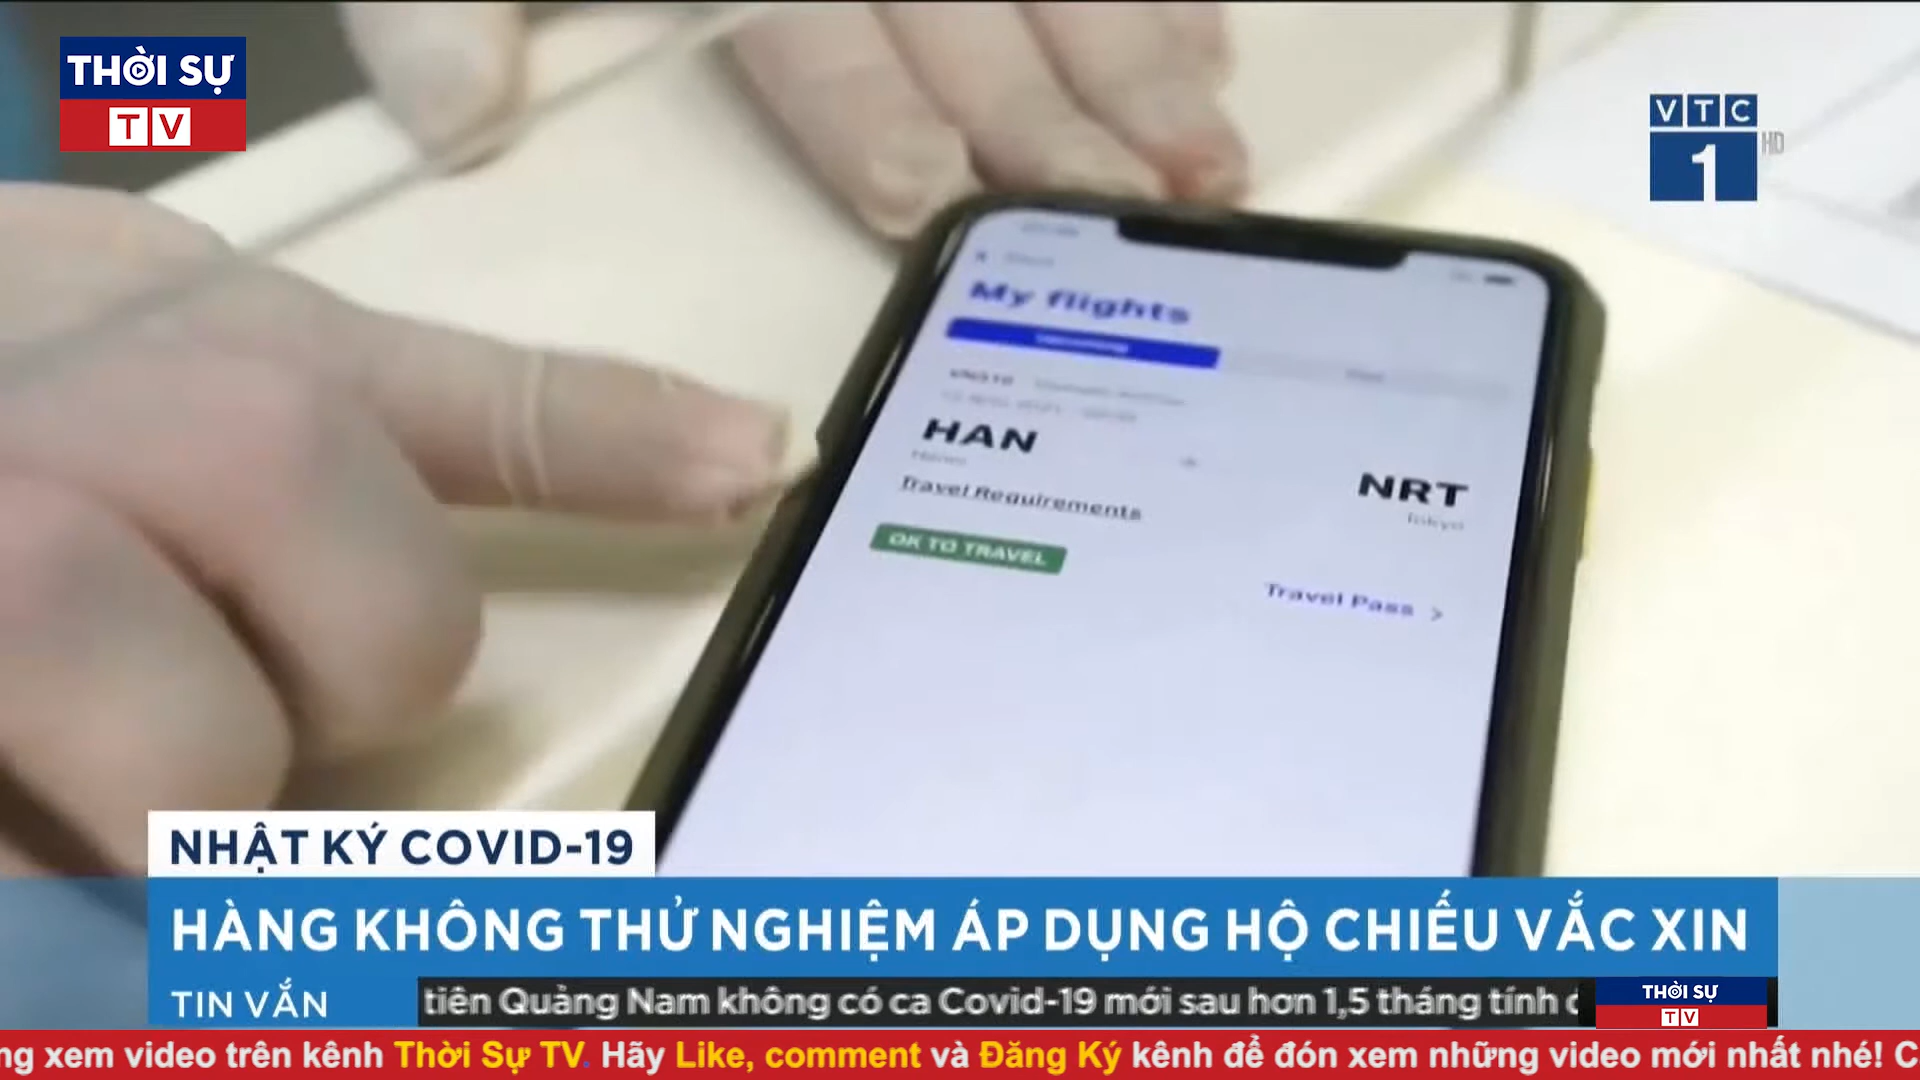 THỜI SỰ
TV
VTC
1
HD
My flights
Upcoming
HAN
Hanoi
NRT
Tokyo
Travel Requirements
OK TO TRAVEL
Travel Pass >
NHẬT KÝ COVID-19
HÀNG KHÔNG THỬ NGHIỆM ÁP DỤNG HỘ CHIẾU VẮC XIN
TIN VẮN
tiên Quảng Nam không có ca Covid-19 mới sau hơn 1,5 tháng tính
THỜI SỰ
TV
ng xem video trên kênh Thời Sự TV. Hãy Like, comment và Đăng Ký kênh để đón xem những video mới nhất nhé! C